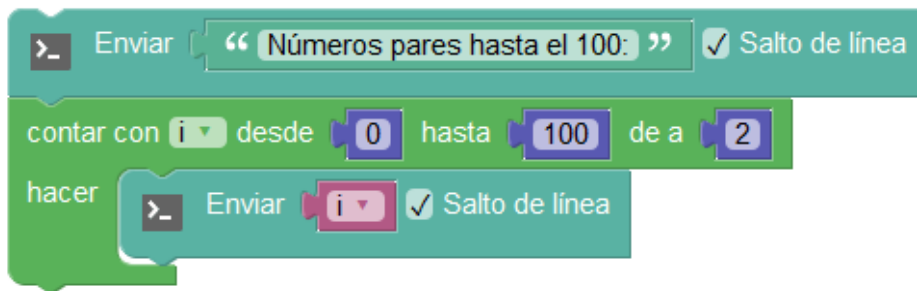 >_ Enviar “ Números pares hasta el 100: ” ✓ Salto de línea
contar con i ▾ desde 0 hasta 100 de a 2
hacer >_ Enviar i ▾ ✓ Salto de línea